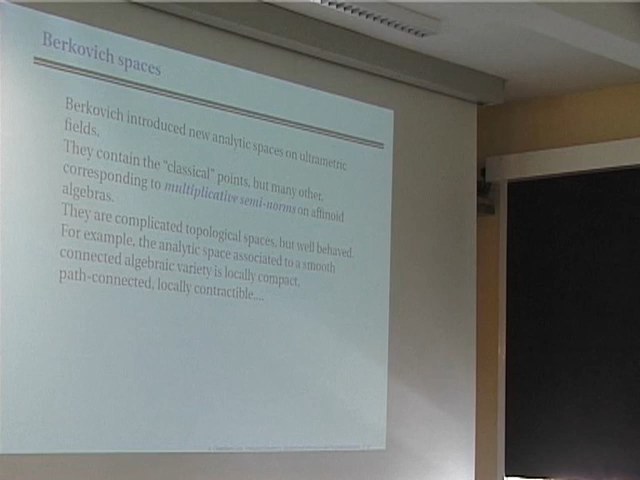 Berkovich spaces
Berkovich introduced new analytic spaces on ultrametric
fields.
They contain the “classical” points, but many other,
corresponding to multiplicative semi-norms on affinoid
algebras.
They are complicated topological spaces, but well behaved.
For example, the analytic space associated to a smooth
connected algebraic variety is locally compact,
path-connected, locally contractible,...